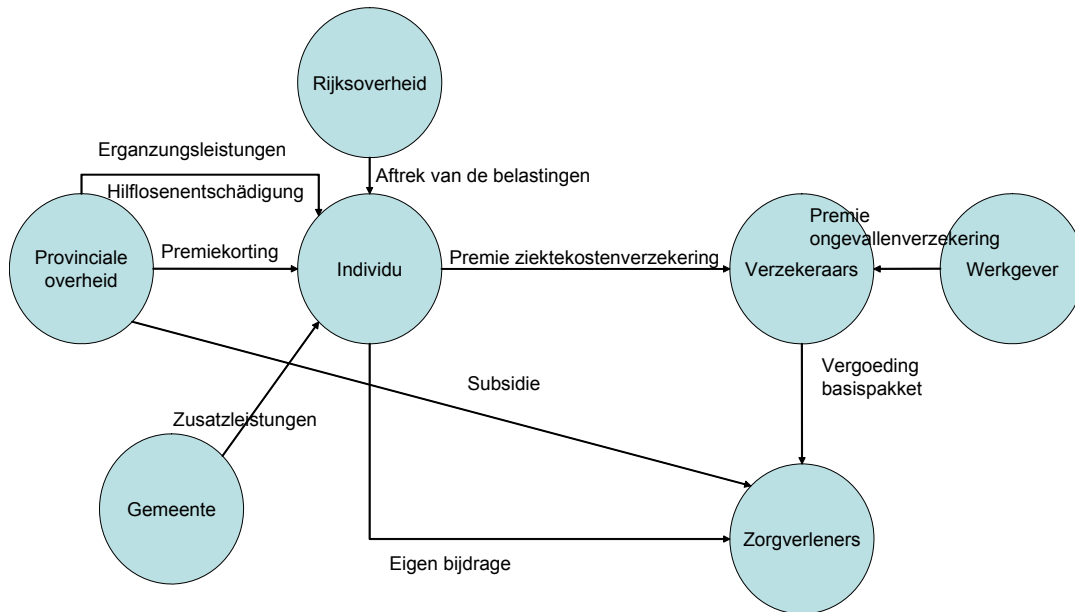 Rijksoverheid
Erganzungsleistungen
Aftrek van de belastingen
Hilflosenentschädigung
Premie
ongevallenverzekering
Provinciale
overheid
Premiekorting
Individu
Premie ziektekostenverzekering
Verzekeraars
Werkgever
Vergoeding
basispakket
Subsidie
Zusatzleistungen
Gemeente
Zorgverleners
Eigen bijdrage